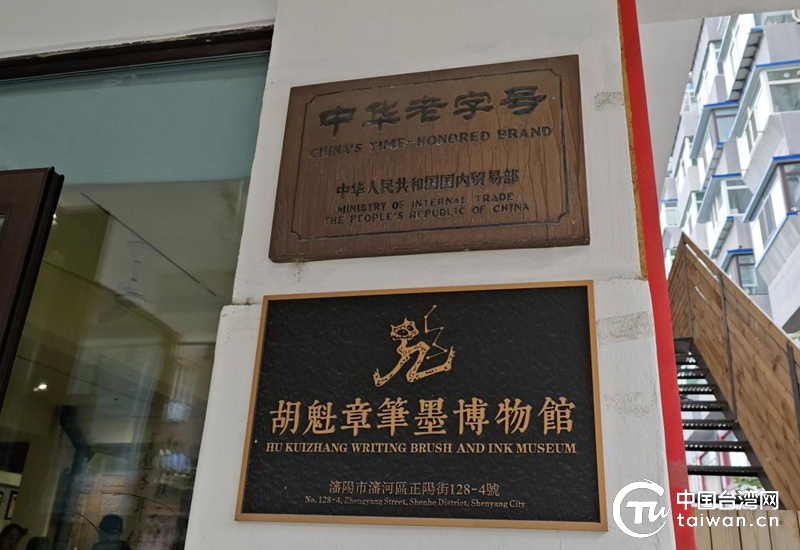 中华老字号
CHINA'S TIME-HONORED BRAND
中华人民共和国国内贸易部
MINISTRY OF INTERNAL TRADE
THE PEOPLE'S REPUBLIC OF CHINA
胡魁章筆墨博物館
HU KUIZHANG WRITING BRUSH AND INK MUSEUM
瀋陽市瀋河區正陽街128-4號
No. 128-4, Zhengyang Street, Shenhe District, Shenyang City
中国台湾网
taiwan.cn